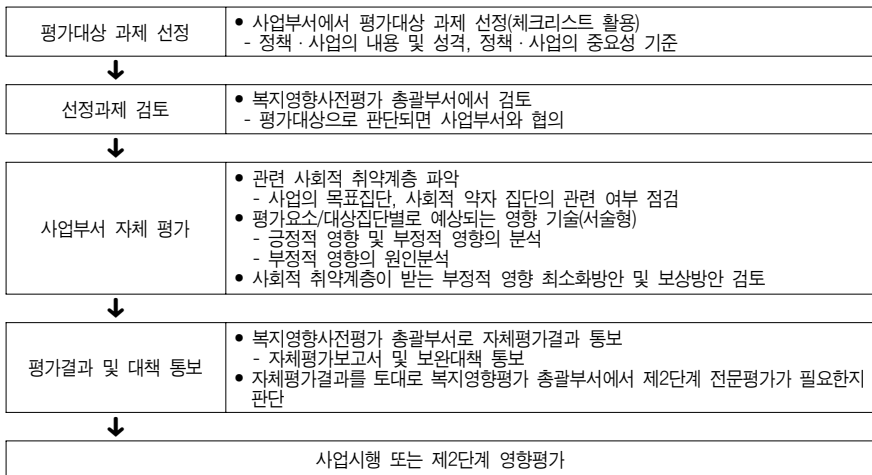 평가대상 과제 선정
● 사업부서에서 평가대상 과제 선정(체크리스트 활용)
- 정책 · 사업의 내용 및 성격, 정책 · 사업의 중요성 기준
선정과제 검토
● 복지영향사전평가 총괄부서에서 검토
- 평가대상으로 판단되면 사업부서와 협의
사업부서 자체 평가
● 관련 사회적 취약계층 파악
- 사업의 목표집단, 사회적 약자 집단의 관련 여부 점검
● 평가요소/대상집단별로 예상되는 영향 기술(서술형)
- 긍정적 영향 및 부정적 영향의 분석
- 부정적 영향의 원인분석
● 사회적 취약계층이 받는 부정적 영향 최소화방안 및 보상방안 검토
평가결과 및 대책 통보
● 복지영향사전평가 총괄부서로 자체평가결과 통보
- 자체평가보고서 및 보완대책 통보
● 자체평가결과를 토대로 복지영향평가 총괄부서에서 제2단계 전문평가가 필요한지
판단
사업시행 또는 제2단계 영향평가